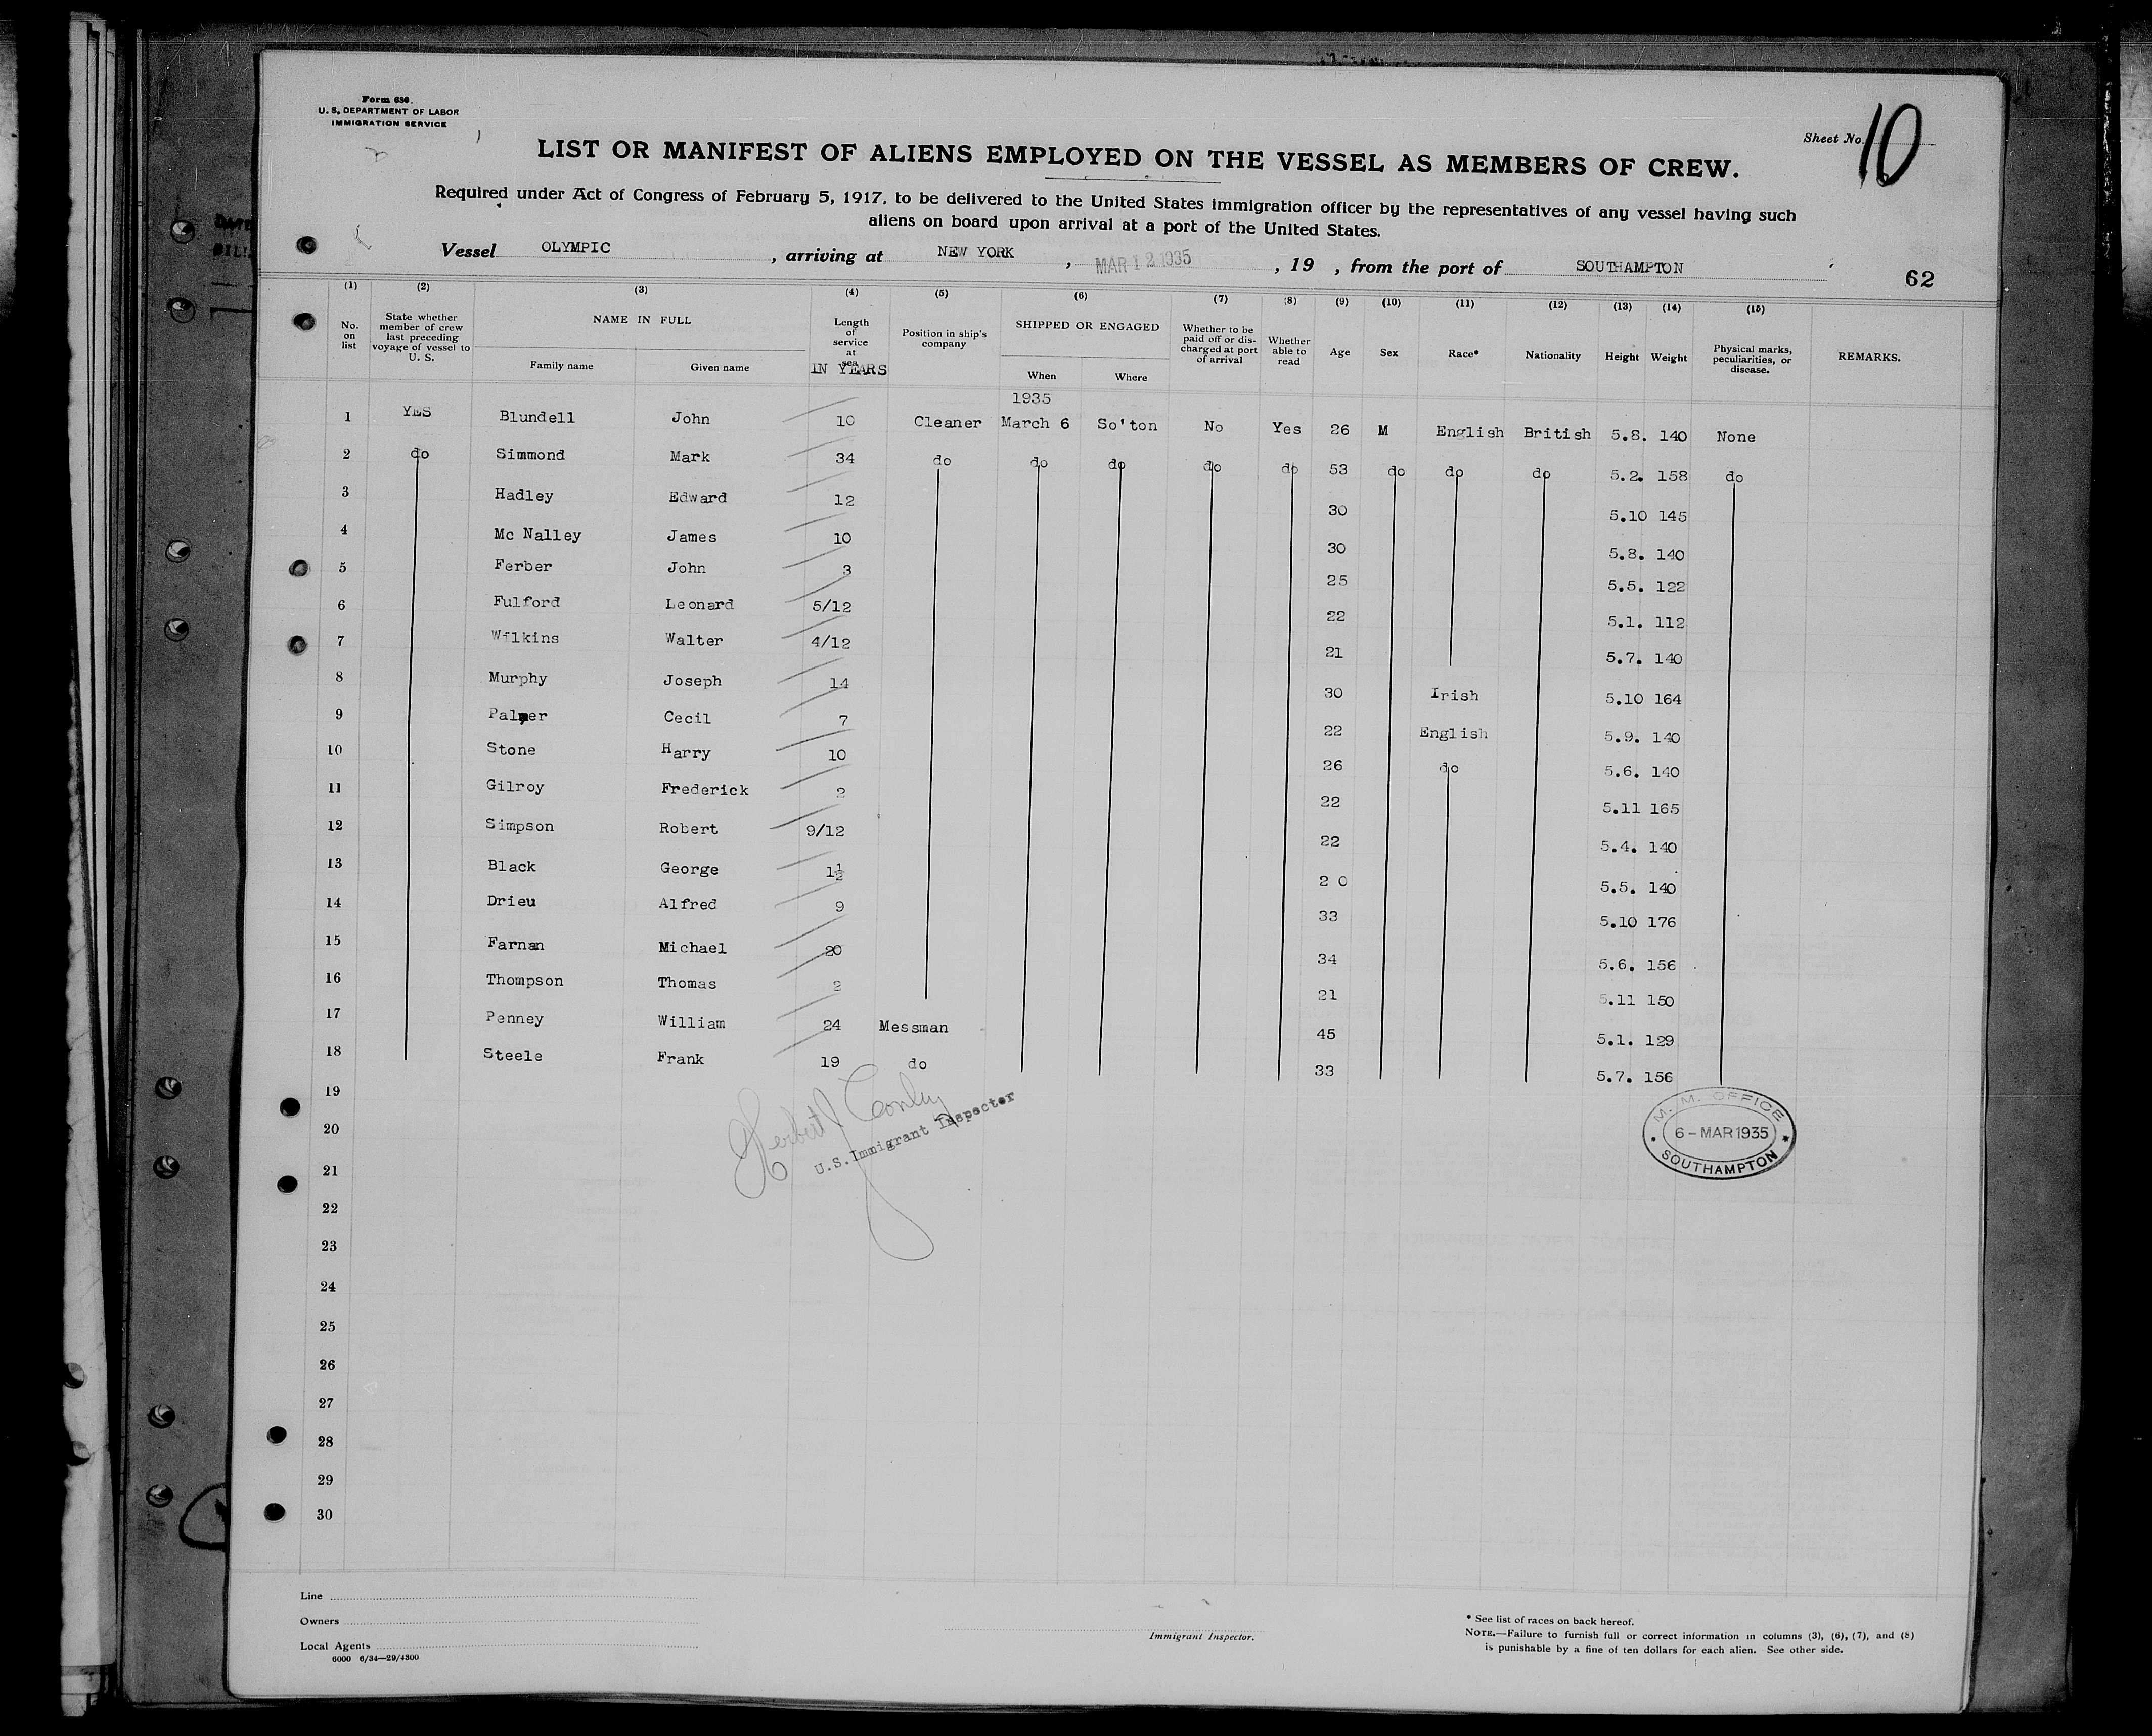 Form 630.
U. S. DEPARTMENT OF LABOR
IMMIGRATION SERVICE
Sheet No. 10
LIST OR MANIFEST OF ALIENS EMPLOYED ON THE VESSEL AS MEMBERS OF CREW.
Required under Act of Congress of February 5, 1917, to be delivered to the United States immigration officer by the representatives of any vessel having such
aliens on board upon arrival at a port of the United States.
Vessel OLYMPIC , arriving at NEW YORK , MAR 12 1935 , 19 , from the port of SOUTHAMPTON
62
(1) (2) (3) (4) (5) (6) (7) (8) (9) (10) (11) (12) (13) (14) (15)
No. on list
State whether member of crew last preceding voyage of vessel to U. S.
NAME IN FULL
Family name Given name
Length of service at sea IN YEARS
Position in ship's company
SHIPPED OR ENGAGED
When Where
Whether to be paid off or discharged at port of arrival
Whether able to read
Age Sex Race* Nationality Height Weight
Physical marks, peculiarities, or disease.
REMARKS.
1935
1 YES Blundell John 10 Cleaner March 6 So'ton No Yes 26 M English British 5.8. 140 None
2 do Simmond Mark 34 do do do do do 53 do do do 5.2. 158 do
3 Hadley Edward 12 30 5.10 145
4 Mc Nalley James 10 30 5.8. 140
5 Ferber John 3 25 5.5. 122
6 Fulford Leonard 5/12 22 5.1. 112
7 Wilkins Walter 4/12 21 5.7. 140
8 Murphy Joseph 14 30 Irish 5.10 164
9 Palmer Cecil 7 22 English 5.9. 140
10 Stone Harry 10 26 do 5.6. 140
11 Gilroy Frederick 2 22 5.11 165
12 Simpson Robert 9/12 22 5.4. 140
13 Black George 1½ 2 0 5.5. 140
14 Drieu Alfred 9 33 5.10 176
15 Farnan Michael 20 34 5.6. 156
16 Thompson Thomas 2 21 5.11 150
17 Penney William 24 Messman 45 5.1. 129
18 Steele Frank 19 do 33 5.7. 156
19
20
21
22
23
24
25
26
27
28
29
30
Herbert J Conley
U.S. Immigrant Inspector
M. M. OFFICE
6-MAR 1935
SOUTHAMPTON
Line
Owners
Local Agents
6000 6/34—29/4300
Immigrant Inspector.
* See list of races on back hereof.
NOTE.—Failure to furnish full or correct information in columns (3), (6), (7), and (8)
is punishable by a fine of ten dollars for each alien. See other side.